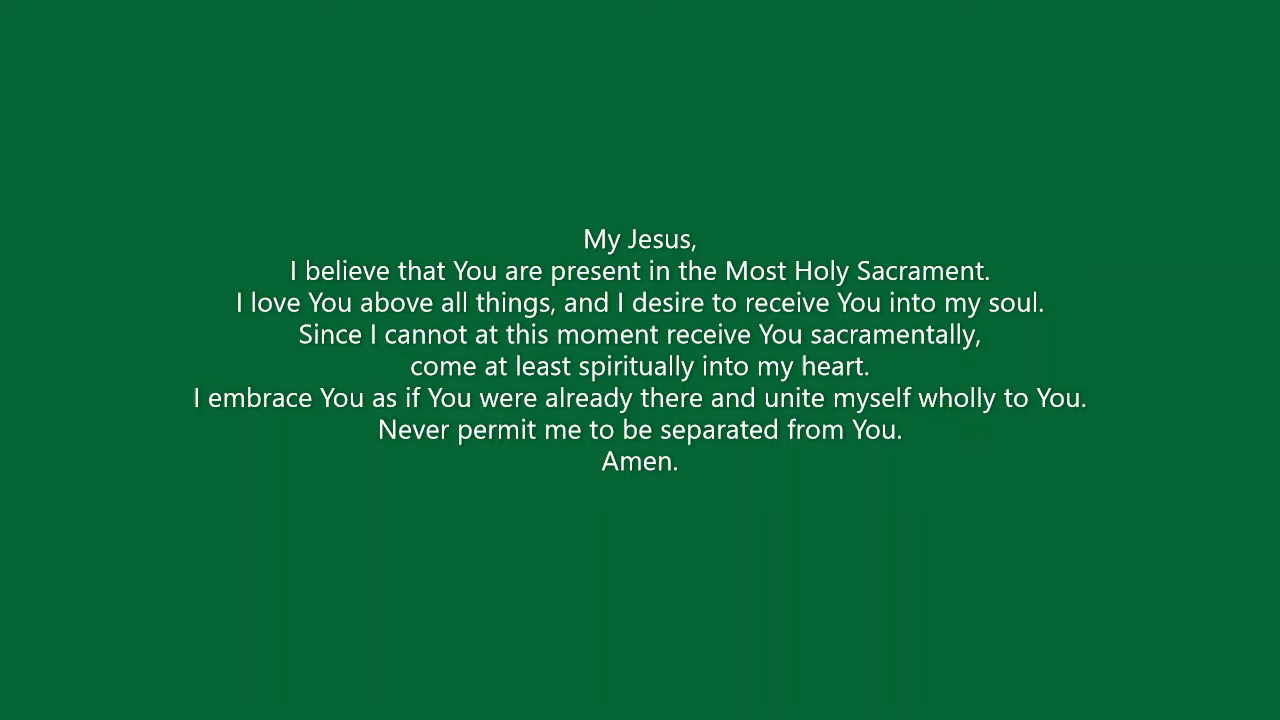 My Jesus,
I believe that You are present in the Most Holy Sacrament.
I love You above all things, and I desire to receive You into my soul.
Since I cannot at this moment receive You sacramentally,
come at least spiritually into my heart.
I embrace You as if You were already there and unite myself wholly to You.
Never permit me to be separated from You.
Amen.